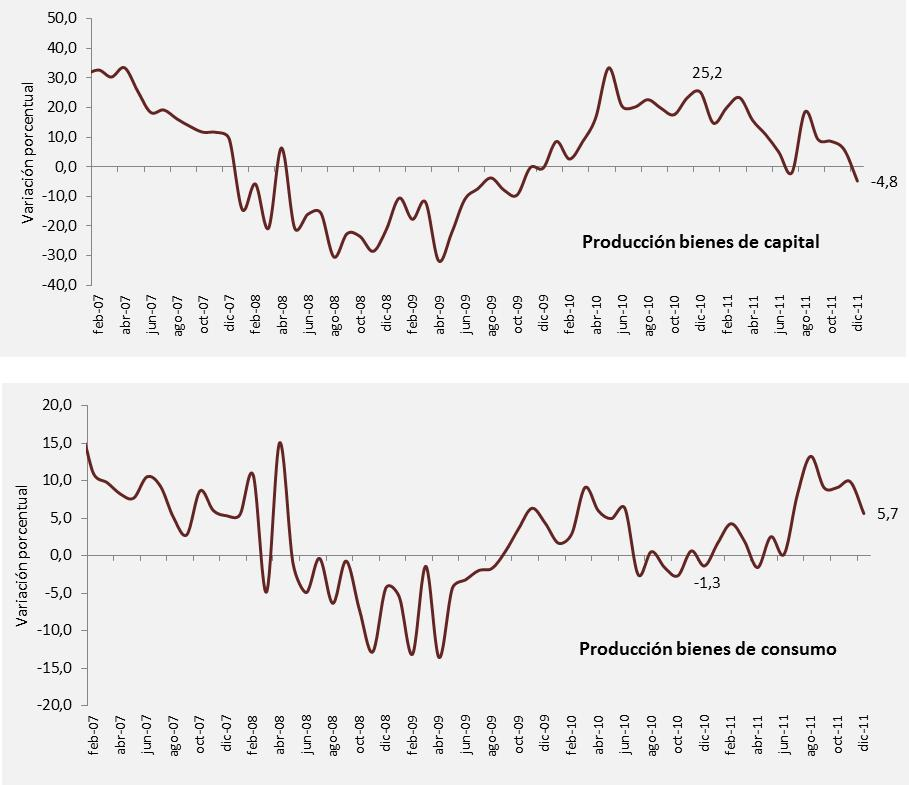 50,0
40,0
30,0
20,0
10,0
0,0
-10,0
-20,0
-30,0
-40,0
Variación porcentual
25,2
-4,8
Producción bienes de capital
feb-07
abr-07
jun-07
ago-07
oct-07
dic-07
feb-08
abr-08
jun-08
ago-08
oct-08
dic-08
feb-09
abr-09
jun-09
ago-09
oct-09
dic-09
feb-10
abr-10
jun-10
ago-10
oct-10
dic-10
feb-11
abr-11
jun-11
ago-11
oct-11
dic-11
20,0
15,0
10,0
5,0
0,0
-5,0
-10,0
-15,0
-20,0
Variación porcentual
5,7
-1,3
Producción bienes de consumo
feb-07
abr-07
jun-07
ago-07
oct-07
dic-07
feb-08
abr-08
jun-08
ago-08
oct-08
dic-08
feb-09
abr-09
jun-09
ago-09
oct-09
dic-09
feb-10
abr-10
jun-10
ago-10
oct-10
dic-10
feb-11
abr-11
jun-11
ago-11
oct-11
dic-11